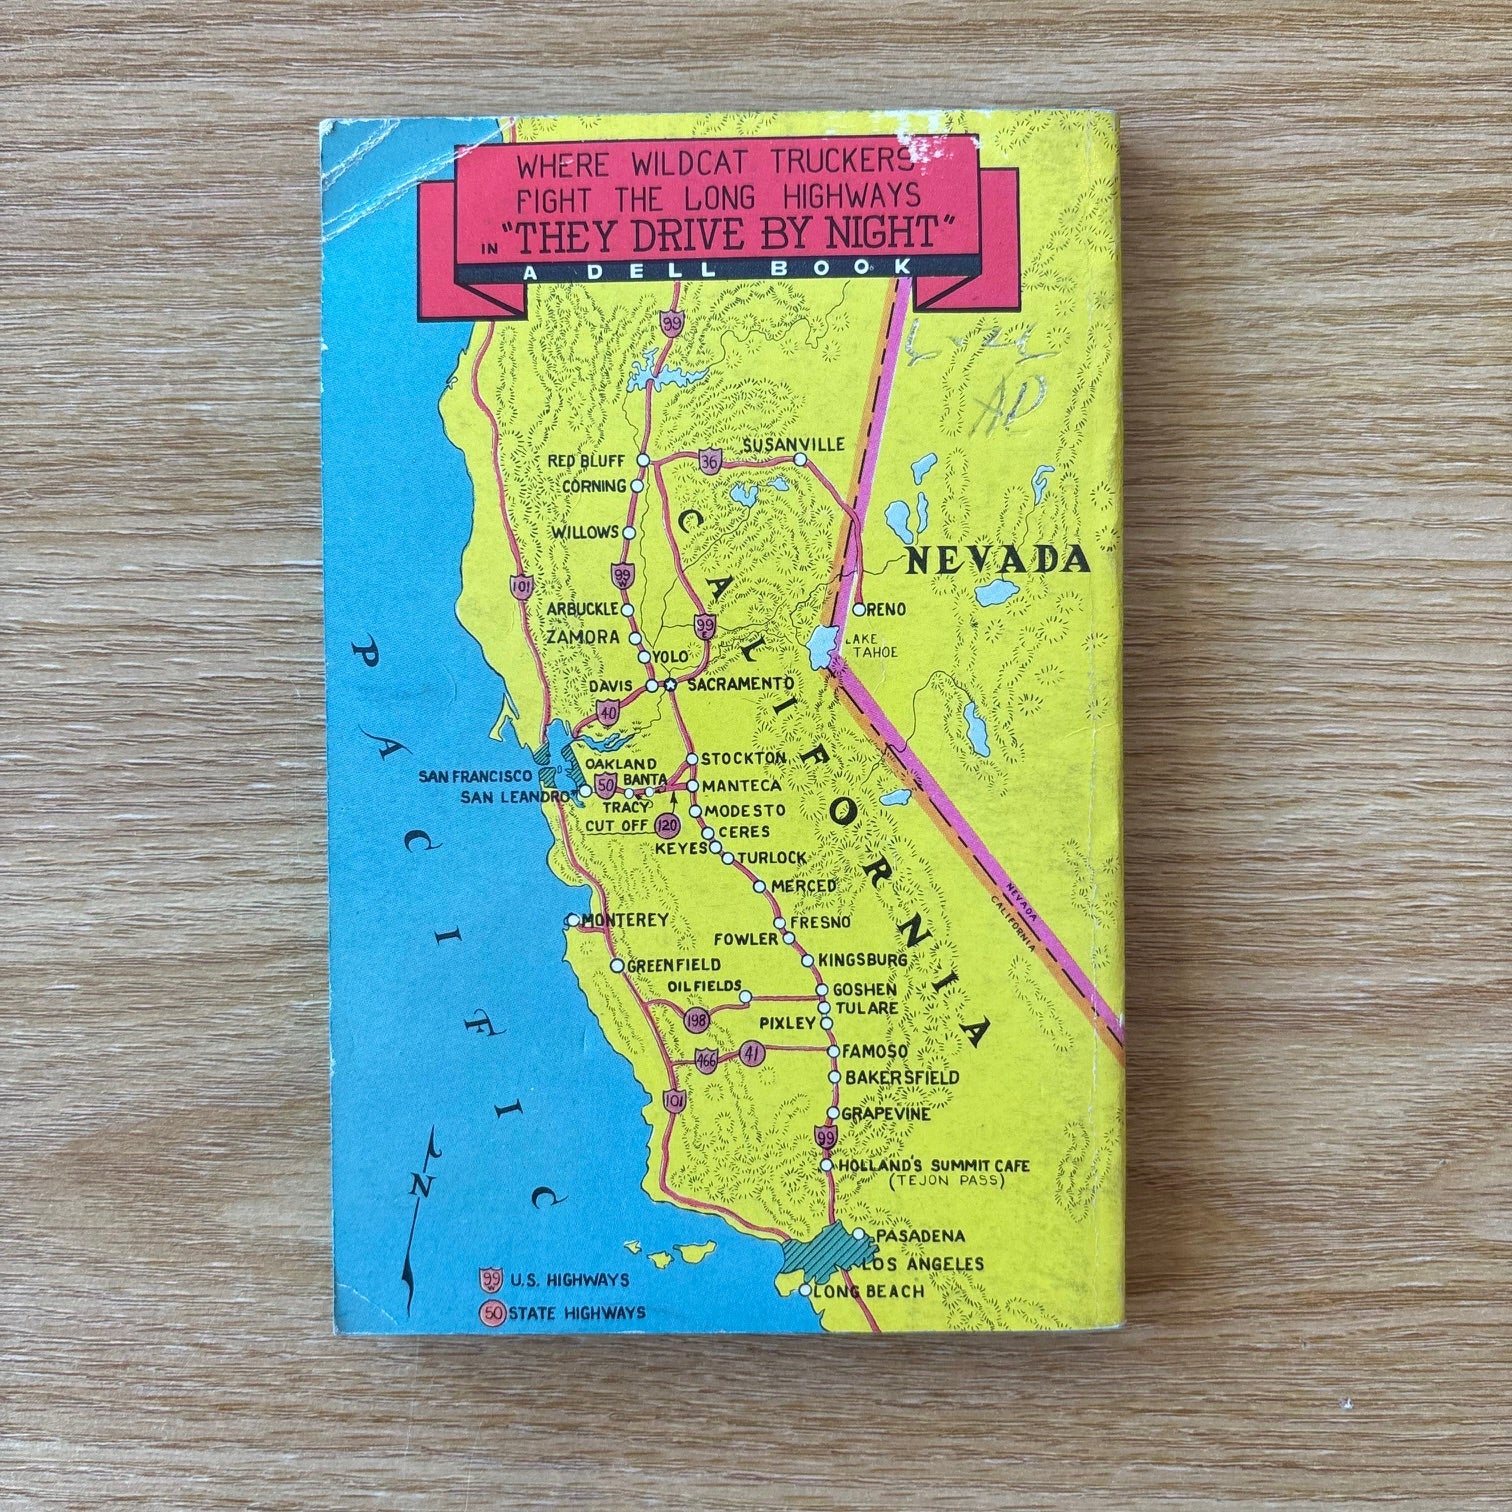 WHERE WILDCAT TRUCKERS
FIGHT THE LONG HIGHWAYS
IN "THEY DRIVE BY NIGHT"
A DELL BOOK
99
AD
SUSANVILLE
RED BLUFF
36
CORNING
WILLOWS
NEVADA
99 W
101
ARBUCKLE
RENO
ZAMORA
99 E
LAKE
TAHOE
YOLO
DAVIS
SACRAMENTO
40
CALIFORNIA
PACIFIC
STOCKTON
OAKLAND
SAN FRANCISCO
50
BANTA
MANTECA
SAN LEANDRO
TRACY
MODESTO
CUT OFF
120
CERES
KEYES
TURLOCK
MERCED
NEVADA
CALIFORNIA
MONTEREY
FRESNO
FOWLER
GREENFIELD
KINGSBURG
OIL FIELDS
GOSHEN
TULARE
198
PIXLEY
466
41
FAMOSO
BAKERSFIELD
101
GRAPEVINE
99
HOLLAND'S SUMMIT CAFE
(TEJON PASS)
N
PASADENA
LOS ANGELES
LONG BEACH
99 U.S. HIGHWAYS
50 STATE HIGHWAYS